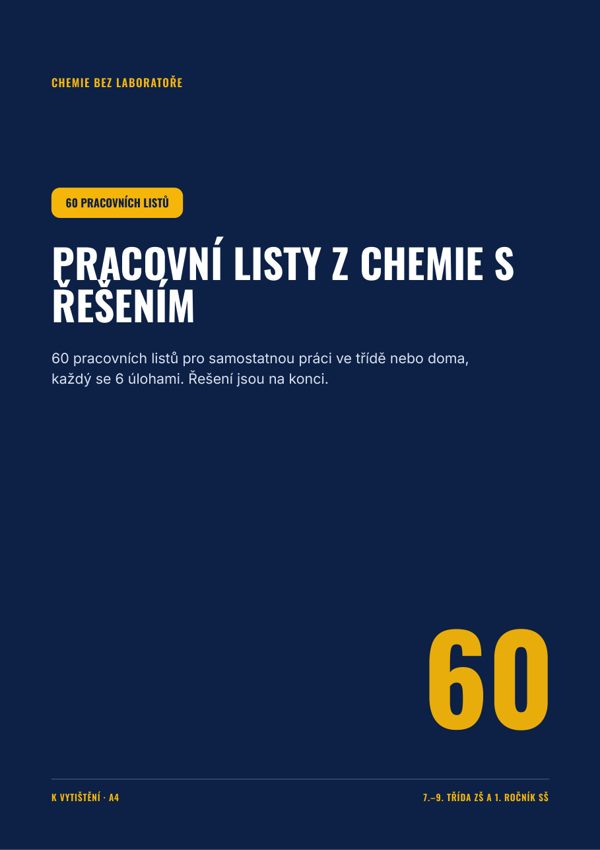 CHEMIE BEZ LABORATOŘE
60 PRACOVNÍCH LISTŮ
PRACOVNÍ LISTY Z CHEMIE S
ŘEŠENÍM
60 pracovních listů pro samostatnou práci ve třídě nebo doma,
každý se 6 úlohami. Řešení jsou na konci.
60
K VYTIŠTĚNÍ · A4
7.–9. TŘÍDA ZŠ A 1. ROČNÍK SŠ